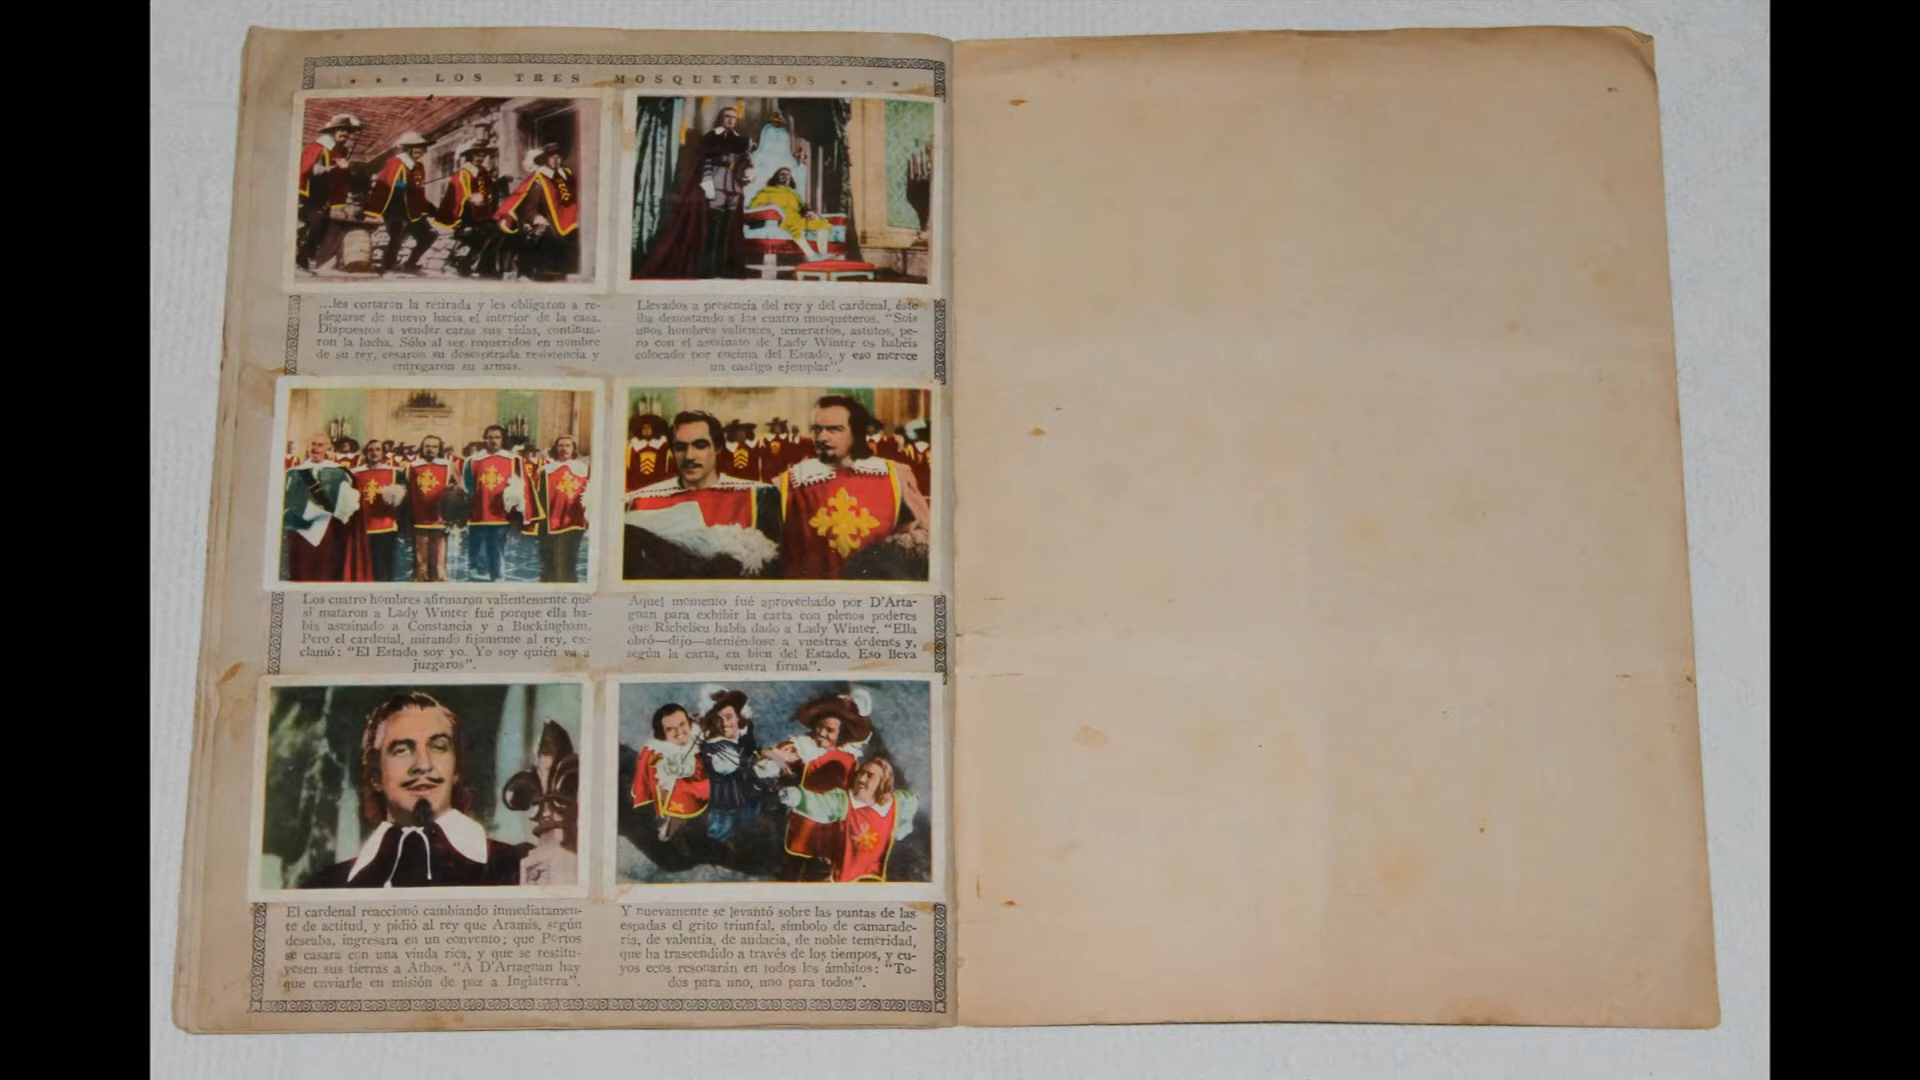 LOS TRES MOSQUETEROS
...les cortaron la retirada y les obligaron a re-
plegarse de nuevo hacia el interior de la casa.
Dispuestos a vender caras sus vidas, continua-
ron la lucha. Sólo al ser requeridos en nombre
de su rey, cesaron su desesperada resistencia y
entregaron su armas.
Llevados a presencia del rey y del cardenal, éste
iba denostando a los cuatro mosqueteros. "Sois
unos hombres valientes, temerarios, astutos, pe-
ro con el asesinato de Lady Winter os habéis
colocado por encima del Estado, y eso merece
un castigo ejemplar".
Los cuatro hombres afirmaron valientemente que
si mataron a Lady Winter fué porque ella ha-
bía asesinado a Constancia y a Buckingham.
Pero el cardenal, mirando fijamente al rey, ex-
clamó: "El Estado soy yo. Yo soy quién va a
juzgaros".
Aquel momento fué aprovechado por D'Arta-
gnan para exhibir la carta con plenos poderes
que Richelieu había dado a Lady Winter. "Ella
obró—dijo—ateniéndose a vuestras órdenes y,
según la carta, en bien del Estado. Eso lleva
vuestra firma".
El cardenal reaccionó cambiando inmediatamen-
te de actitud, y pidió al rey que Aramis, según
deseaba, ingresara en un convento; que Portos
se casara con una viuda rica, y que se restitu-
yesen sus tierras a Athos. "A D'Artagnan hay
que enviarle en misión de paz a Inglaterra".
Y nuevamente se levantó sobre las puntas de las
espadas el grito triunfal, símbolo de camarade-
ría, de valentía, de audacia, de noble temeridad,
que ha trascendido a través de los tiempos, y cu-
yos ecos resonarán en todos los ámbitos: "To-
dos para uno, uno para todos".